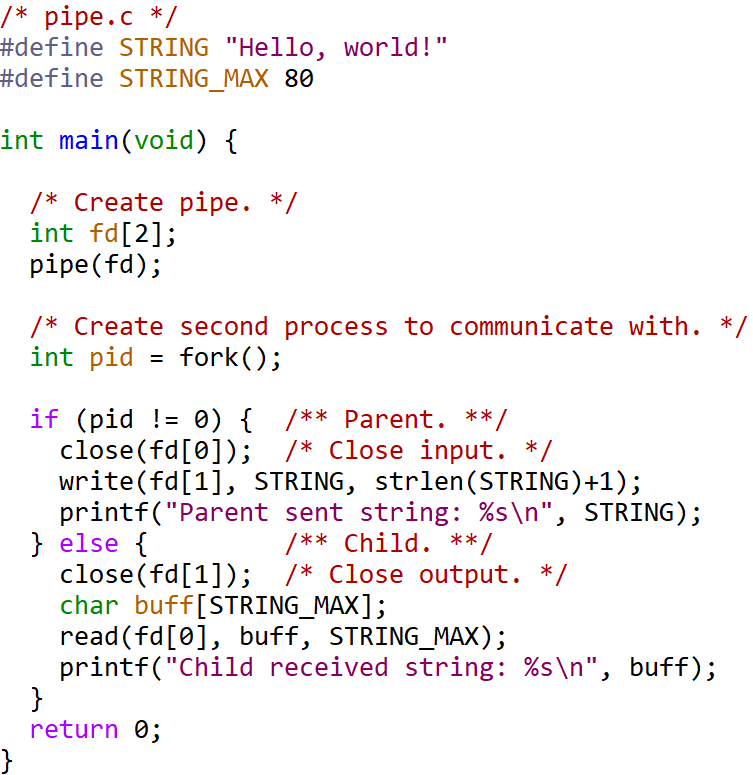 /* pipe.c */
#define STRING "Hello, world!"
#define STRING_MAX 80

int main(void) {

  /* Create pipe. */
  int fd[2];
  pipe(fd);

  /* Create second process to communicate with. */
  int pid = fork();

  if (pid != 0) {  /** Parent. **/
    close(fd[0]);  /* Close input. */
    write(fd[1], STRING, strlen(STRING)+1);
    printf("Parent sent string: %s\n", STRING);
  } else {         /** Child. **/
    close(fd[1]);  /* Close output. */
    char buff[STRING_MAX];
    read(fd[0], buff, STRING_MAX);
    printf("Child received string: %s\n", buff);
  }
  return 0;
}